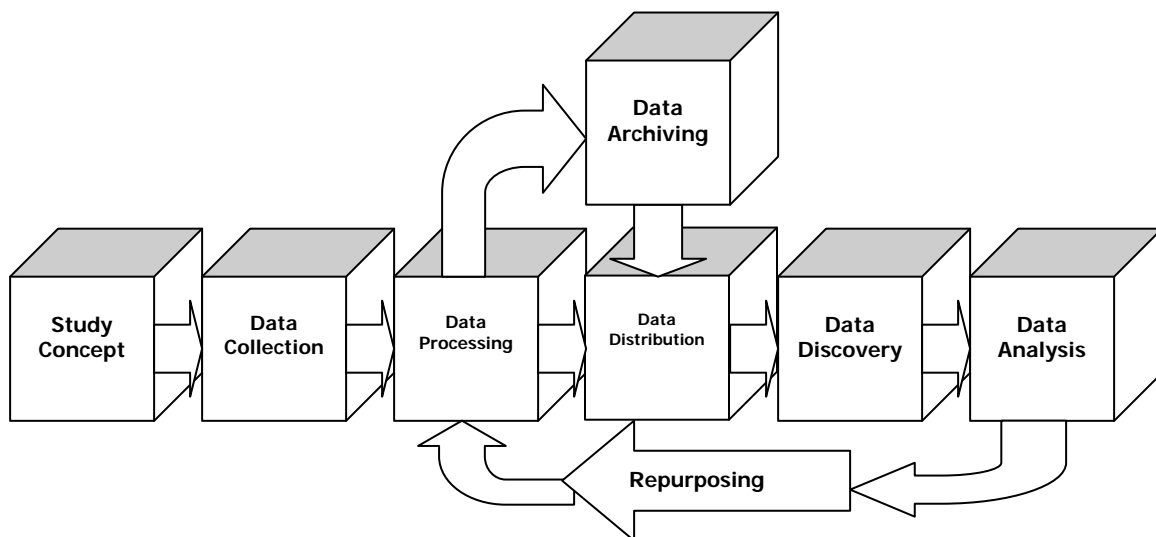 Data
Archiving
Study
Concept
Data
Collection
Data
Processing
Data
Distribution
Data
Discovery
Data
Analysis
Repurposing